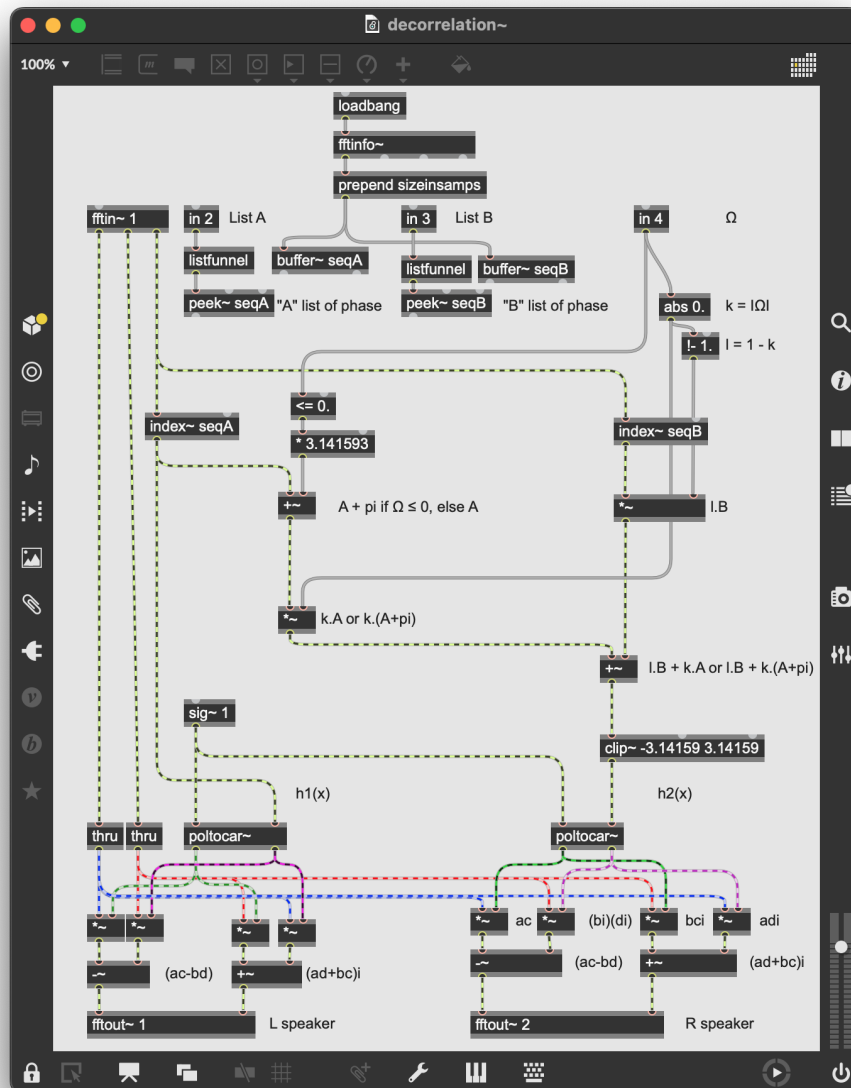 decorrelation~
100%
loadbang
fftinfo~
prepend sizeinsamps
fftin~ 1
in 2
List A
in 3
List B
in 4
Ω
listfunnel
buffer~ seqA
listfunnel
buffer~ seqB
peek~ seqA
"A" list of phase
peek~ seqB
"B" list of phase
abs 0.
k = IΩI
!- 1.
l = 1 - k
<= 0.
index~ seqA
* 3.141593
index~ seqB
+~
A + pi if Ω ≤ 0, else A
*~
l.B
*~
k.A or k.(A+pi)
+~
l.B + k.A or l.B + k.(A+pi)
sig~ 1
clip~ -3.14159 3.14159
h1(x)
h2(x)
thru
thru
poltocar~
poltocar~
*~
*~
*~
*~
*~
ac
*~
(bi)(di)
*~
bci
*~
adi
-~
(ac-bd)
+~
(ad+bc)i
-~
(ac-bd)
+~
(ad+bc)i
fftout~ 1
L speaker
fftout~ 2
R speaker